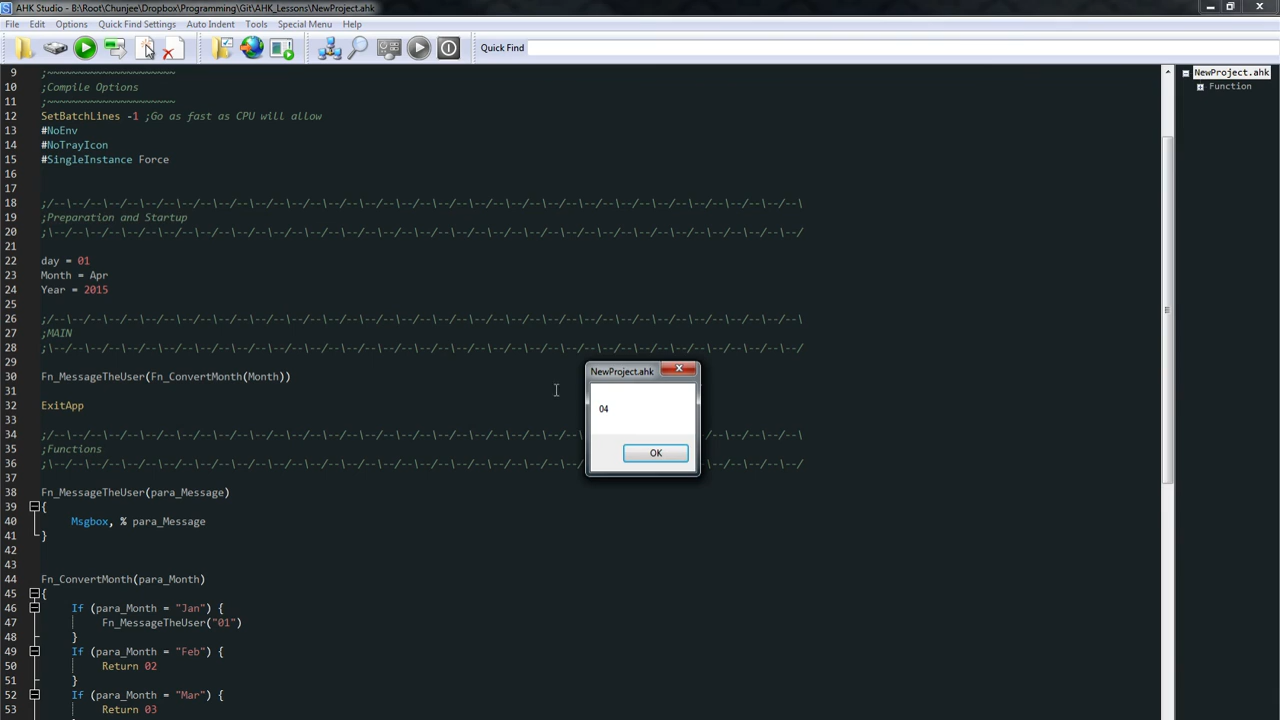 AHK Studio - B:\Root\Chunjee\Dropbox\Programming\Git\AHK_Lessons\NewProject.ahk
File Edit Options Quick Find Settings Auto Indent Tools Special Menu Help
Quick Find
NewProject.ahk
Function
9 ;~~~~~~~~~~~~~~~~~~~~~
10 ;Compile Options
11 ;~~~~~~~~~~~~~~~~~~~~~
12 SetBatchLines -1 ;Go as fast as CPU will allow
13 #NoEnv
14 #NoTrayIcon
15 #SingleInstance Force
16
17
18 ;/--\--/--\--/--\--/--\--/--\--/--\--/--\--/--\--/--\--/--\--/--\--/--\--/--\--/--\--/--\--/--\--/--\--/--\--/--\
19 ;Preparation and Startup
20 ;\--/--\--/--\--/--\--/--\--/--\--/--\--/--\--/--\--/--\--/--\--/--\--/--\--/--\--/--\--/--\--/--\--/--\--/--\--/
21
22 day = 01
23 Month = Apr
24 Year = 2015
25
26 ;/--\--/--\--/--\--/--\--/--\--/--\--/--\--/--\--/--\--/--\--/--\--/--\--/--\--/--\--/--\--/--\--/--\--/--\--/--\
27 ;MAIN
28 ;\--/--\--/--\--/--\--/--\--/--\--/--\--/--\--/--\--/--\--/--\--/--\--/--\--/--\--/--\--/--\--/--\--/--\--/--\--/
29
30 Fn_MessageTheUser(Fn_ConvertMonth(Month))
31
32 ExitApp
33
34 ;/--\--/--\--/--\--/--\--/--\--/--\--/--\--/--\--/--\--/--\--/--\--/--\--/--\--/--\--/--\--/--\
35 ;Functions
36 ;\--/--\--/--\--/--\--/--\--/--\--/--\--/--\--/--\--/--\--/--\--/--\--/--\--/--\--/--\--/--\--/
37
38 Fn_MessageTheUser(para_Message)
39 {
40 Msgbox, % para_Message
41 }
42
43
44 Fn_ConvertMonth(para_Month)
45 {
46 If (para_Month = "Jan") {
47 Fn_MessageTheUser("01")
48 }
49 If (para_Month = "Feb") {
50 Return 02
51 }
52 If (para_Month = "Mar") {
53 Return 03
NewProject.ahk
04
OK